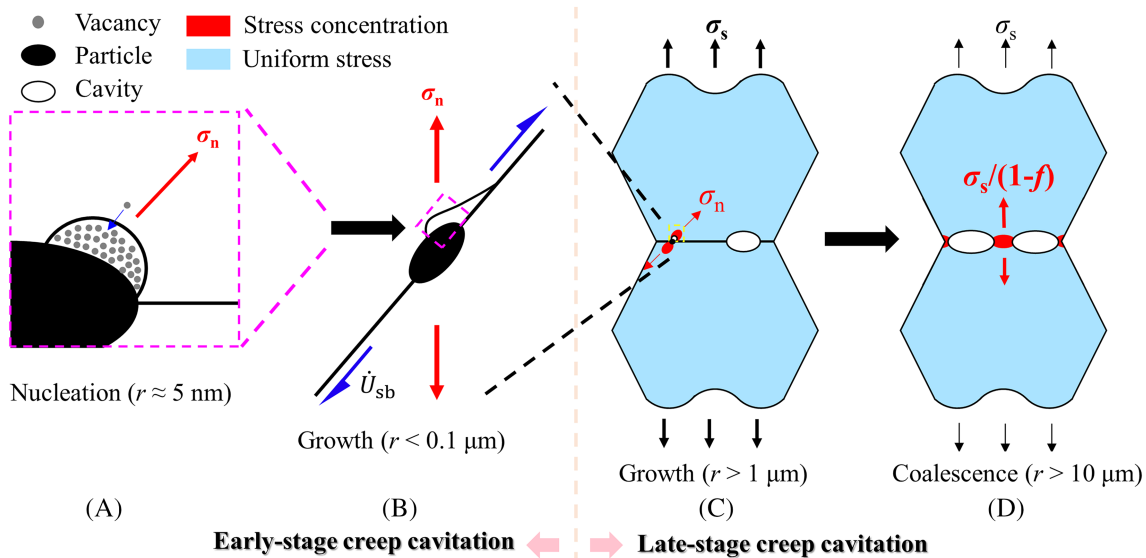 Vacancy
Particle
Cavity
Stress concentration
Uniform stress
σₙ
Nucleation (r ≈ 5 nm)
(A)
σₙ
U̇sb
Growth (r < 0.1 μm)
(B)
σₛ
σₙ
Growth (r > 1 μm)
(C)
σₛ
σₛ/(1-f)
Coalescence (r > 10 μm)
(D)
Early-stage creep cavitation
Late-stage creep cavitation